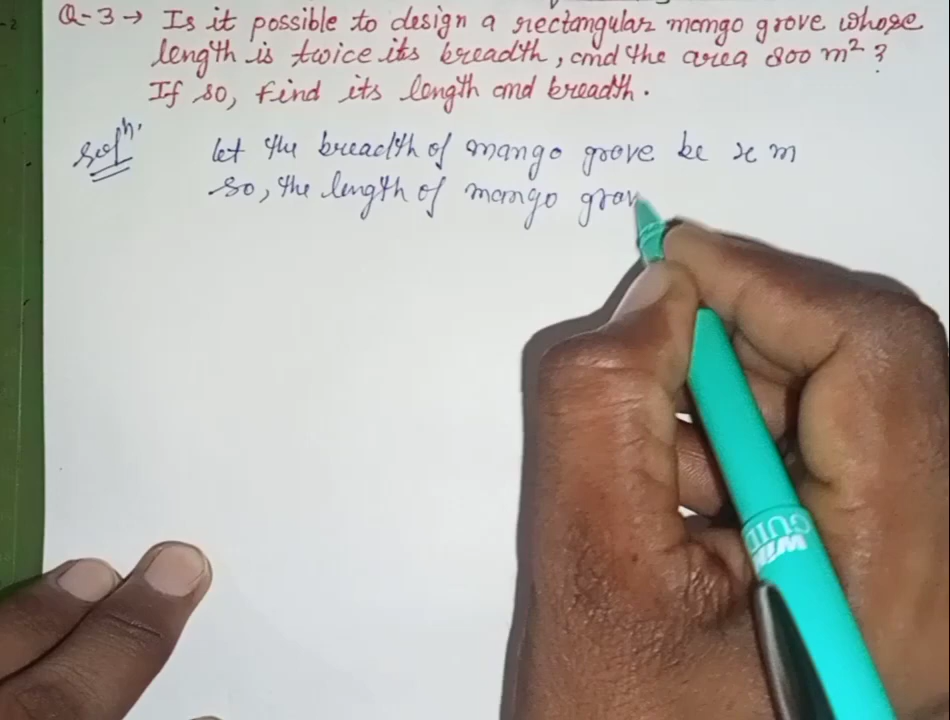 Q-3 → Is it possible to design a rectangular mango grove whose
length is twice its breadth, and the area 800 m² ?
If so, find its length and breadth.
Solⁿ. let the breadth of mango grove be x m
so, the length of mango grov